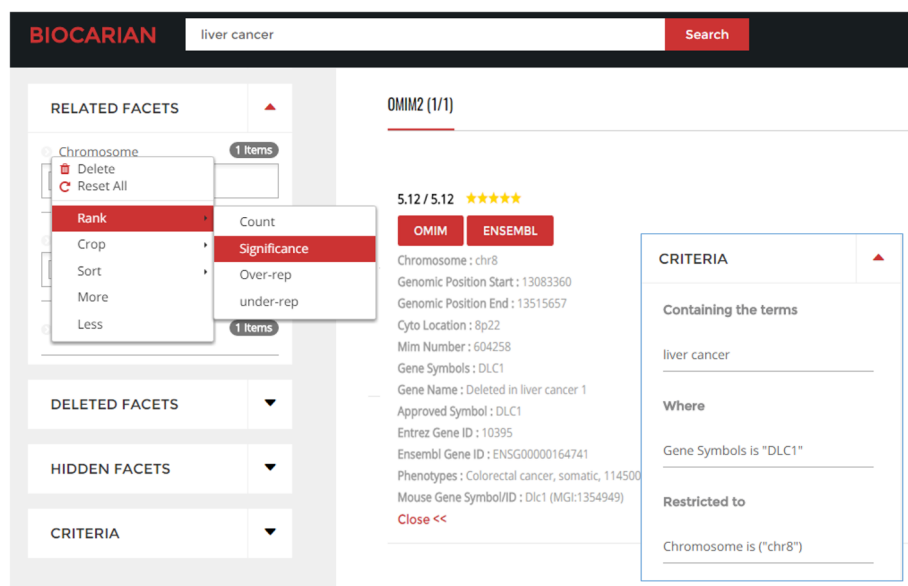 BIOCARIAN
liver cancer
Search
RELATED FACETS
Chromosome
1 Items
Delete
Reset All
Rank
Crop
Sort
More
Less
Count
Significance
Over-rep
under-rep
1 Items
DELETED FACETS
HIDDEN FACETS
CRITERIA
OMIM2 (1/1)
5.12 / 5.12
OMIM
ENSEMBL
Chromosome : chr8
Genomic Position Start : 13083360
Genomic Position End : 13515657
Cyto Location : 8p22
Mim Number : 604258
Gene Symbols : DLC1
Gene Name : Deleted in liver cancer 1
Approved Symbol : DLC1
Entrez Gene ID : 10395
Ensembl Gene ID : ENSG00000164741
Phenotypes : Colorectal cancer, somatic, 114500
Mouse Gene Symbol/ID : Dlc1 (MGI:1354949)
Close <<
CRITERIA
Containing the terms
liver cancer
Where
Gene Symbols is "DLC1"
Restricted to
Chromosome is ("chr8")